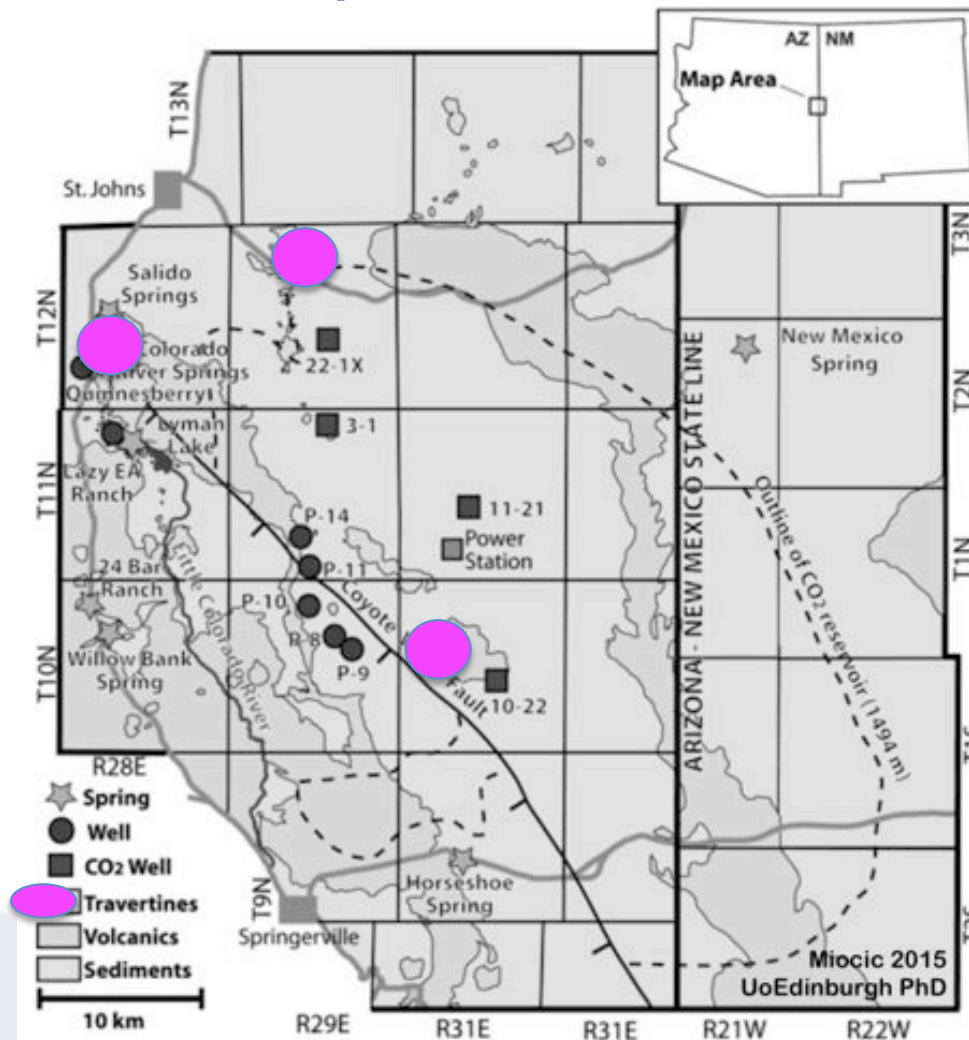 AZ NM
Map Area
T13N
St. Johns
T3N
Salido
Springs
T12N
Colorado
River Springs
Quinnesberry
22-1X
New Mexico
Spring
T2N
3-1
Lyman
Lake
Lazy EA
Ranch
T11N
11-21
P-14
Power
Station
P-11
ARIZONA - NEW MEXICO STATE LINE
Outline of CO2 reservoir (1494 m)
T1N
24 Bar
Ranch
Little Colorado River
P-10
Coyote
Fault
P-9
10-22
Willow Bank
Spring
T10N
R28E
Spring
Well
CO2 Well
Travertines
Volcanics
Sediments
10 km
T9N
Springerville
Horseshoe
Spring
Miocic 2015
UoEdinburgh PhD
R29E
R31E
R31E
R21W
R22W